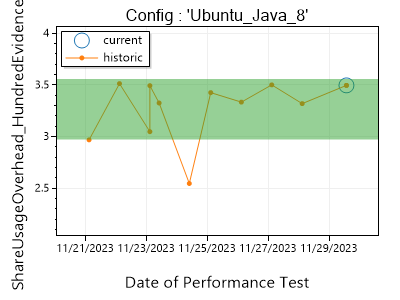 Config : 'Ubuntu_Java_8'
current
historic
4
3.5
3
2.5
ShareUsageOverhead_HundredEvidence
11/21/2023
11/23/2023
11/25/2023
11/27/2023
11/29/2023
Date of Performance Test